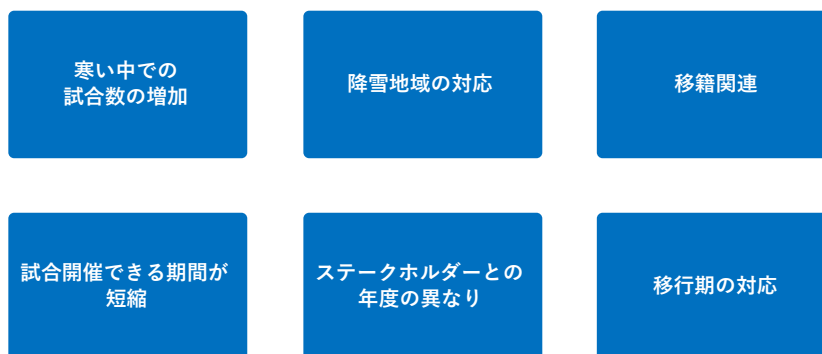 寒い中での
試合数の増加
降雪地域の対応
移籍関連
試合開催できる期間が
短縮
ステークホルダーとの
年度の異なり
移行期の対応